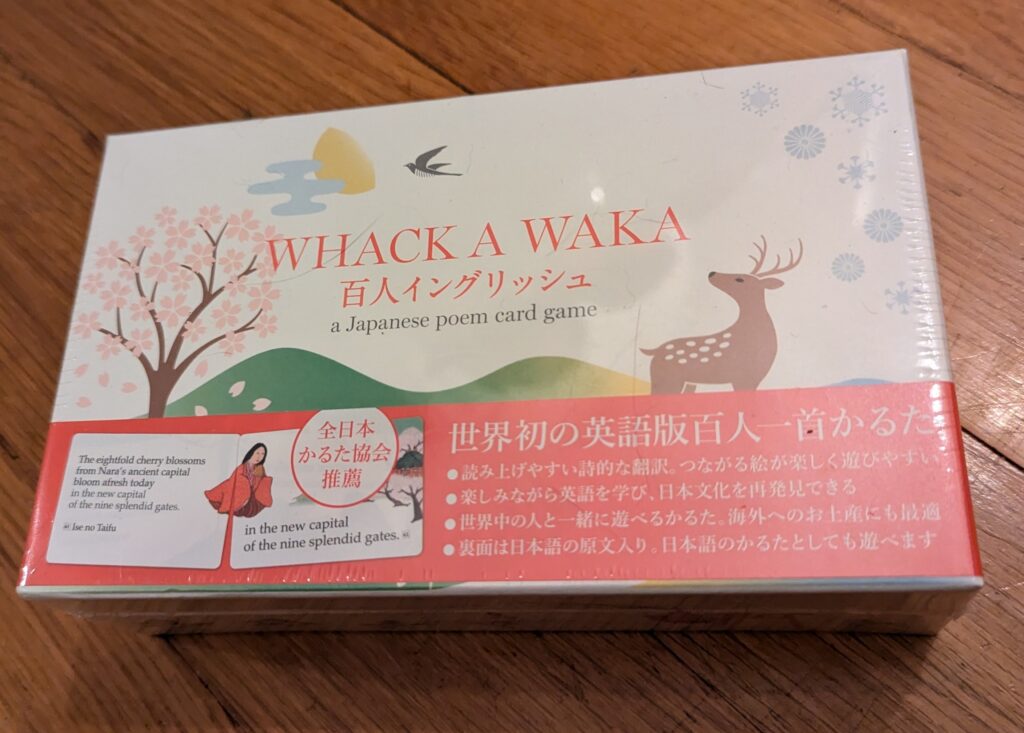 WHACK A WAKA
百人イングリッシュ
a Japanese poem card game
The eightfold cherry blossoms
from Nara's ancient capital
bloom afresh today
in the new capital
of the nine splendid gates.
Ise no Taifu
in the new capital
of the nine splendid gates.
全日本
かるた協会
推薦
世界初の英語版百人一首かるた
●読み上げやすい詩的な翻訳。つながる絵が楽しく遊びやすい
●楽しみながら英語を学び、日本文化を再発見できる
●世界中の人と一緒に遊べるかるた。海外へのお土産にも最適
●裏面は日本語の原文入り。日本語のかるたとしても遊べます